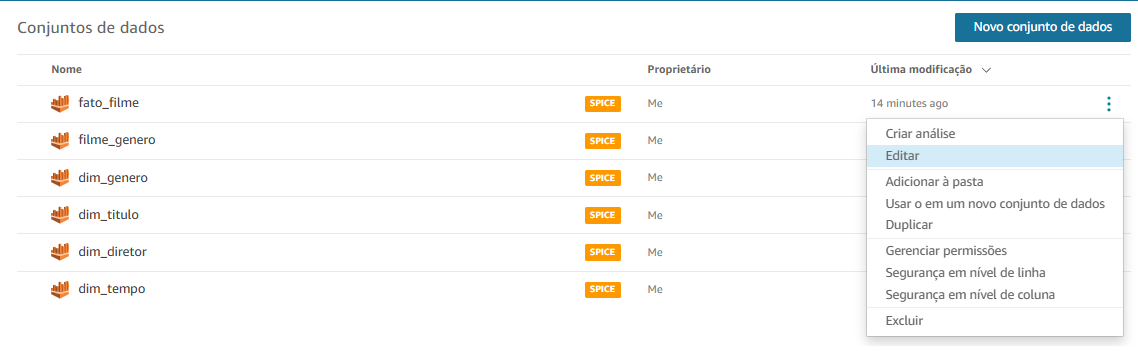 Conjuntos de dados
Novo conjunto de dados
Nome Proprietário Última modificação
fato_filme SPICE Me 14 minutes ago
filme_genero SPICE Me
dim_genero SPICE Me
dim_titulo SPICE Me
dim_diretor SPICE Me
dim_tempo SPICE Me
Criar análise
Editar
Adicionar à pasta
Usar o em um novo conjunto de dados
Duplicar
Gerenciar permissões
Segurança em nível de linha
Segurança em nível de coluna
Excluir